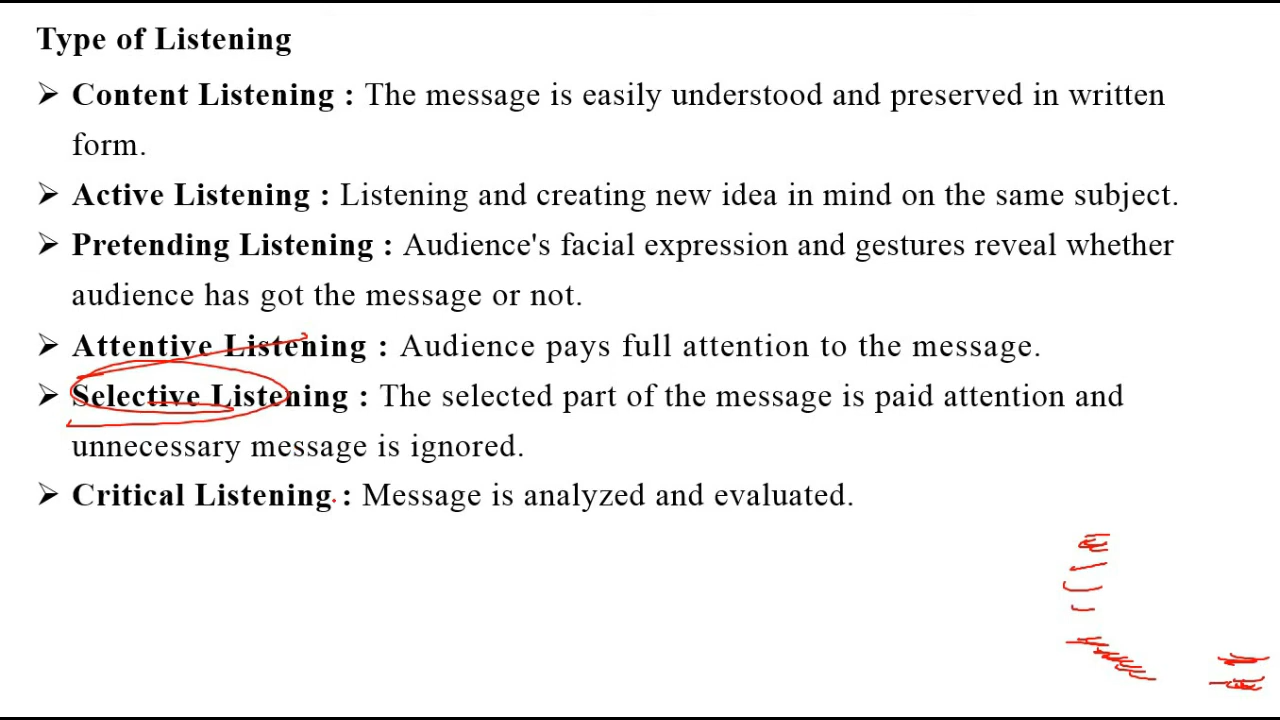 Type of Listening
➢ Content Listening : The message is easily understood and preserved in written
form.
➢ Active Listening : Listening and creating new idea in mind on the same subject.
➢ Pretending Listening : Audience's facial expression and gestures reveal whether
audience has got the message or not.
➢ Attentive Listening : Audience pays full attention to the message.
➢ Selective Listening : The selected part of the message is paid attention and
unnecessary message is ignored.
➢ Critical Listening : Message is analyzed and evaluated.